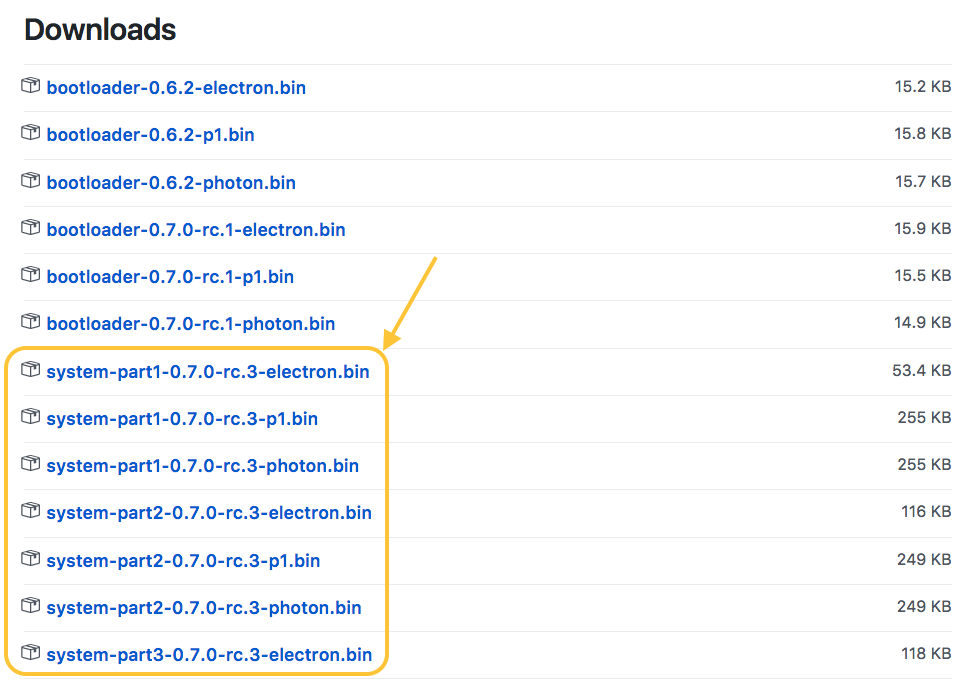 Downloads
bootloader-0.6.2-electron.bin 15.2 KB
bootloader-0.6.2-p1.bin 15.8 KB
bootloader-0.6.2-photon.bin 15.7 KB
bootloader-0.7.0-rc.1-electron.bin 15.9 KB
bootloader-0.7.0-rc.1-p1.bin 15.5 KB
bootloader-0.7.0-rc.1-photon.bin 14.9 KB
system-part1-0.7.0-rc.3-electron.bin 53.4 KB
system-part1-0.7.0-rc.3-p1.bin 255 KB
system-part1-0.7.0-rc.3-photon.bin 255 KB
system-part2-0.7.0-rc.3-electron.bin 116 KB
system-part2-0.7.0-rc.3-p1.bin 249 KB
system-part2-0.7.0-rc.3-photon.bin 249 KB
system-part3-0.7.0-rc.3-electron.bin 118 KB